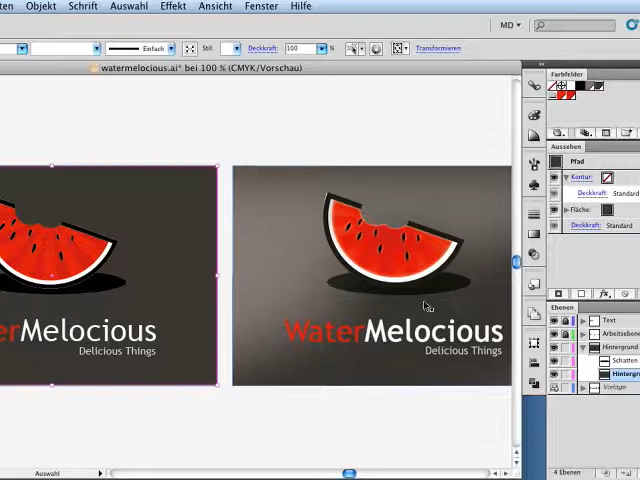 ten Objekt Schrift Auswahl Effekt Ansicht Fenster Hilfe
MD
Einfach Stil: Deckkraft: 100 % Transformieren
watermelocious.ai* bei 100 % (CMYK/Vorschau)
Farbfelder
Aussehen
Pfad
Kontur:
Deckkraft: Standard
Fläche:
Deckkraft: Standard
erMelocious
Delicious Things
WaterMelocious
Delicious Things
Ebenen
Text
Arbeitsebene
Hintergrund
Schatten
Hintergr
Vorlage
4 Ebenen
Auswahl